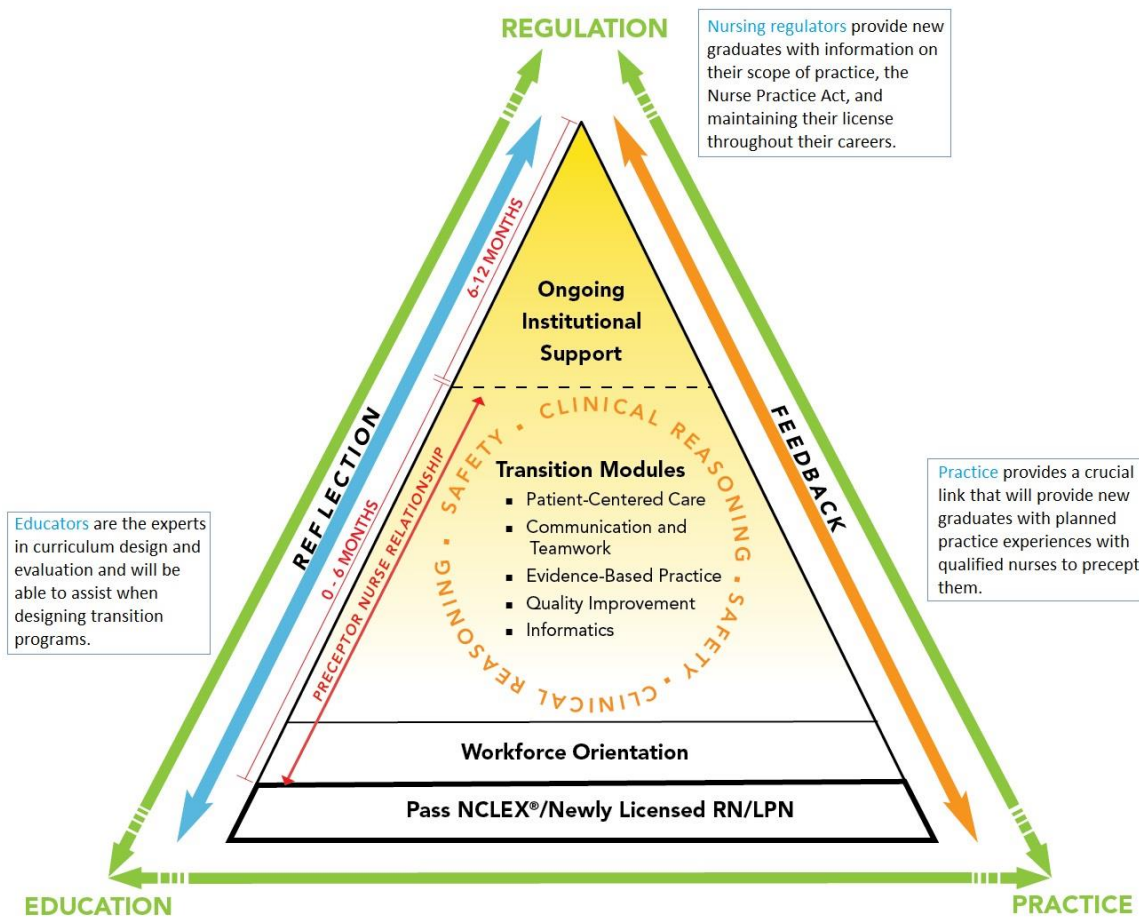 REGULATION
Nursing regulators provide new
graduates with information on
their scope of practice, the
Nurse Practice Act, and
maintaining their license
throughout their careers.
6-12 MONTHS
Ongoing
Institutional
Support
REFLECTION
FEEDBACK
0 - 6 MONTHS
PRECEPTOR NURSE RELATIONSHIP
SAFETY • CLINICAL REASONING • SAFETY • CLINICAL REASONING •
Transition Modules
▪ Patient-Centered Care
▪ Communication and
Teamwork
▪ Evidence-Based Practice
▪ Quality Improvement
▪ Informatics
Educators are the experts
in curriculum design and
evaluation and will be
able to assist when
designing transition
programs.
Practice provides a crucial
link that will provide new
graduates with planned
practice experiences with
qualified nurses to precept
them.
Workforce Orientation
Pass NCLEX®/Newly Licensed RN/LPN
EDUCATION
PRACTICE